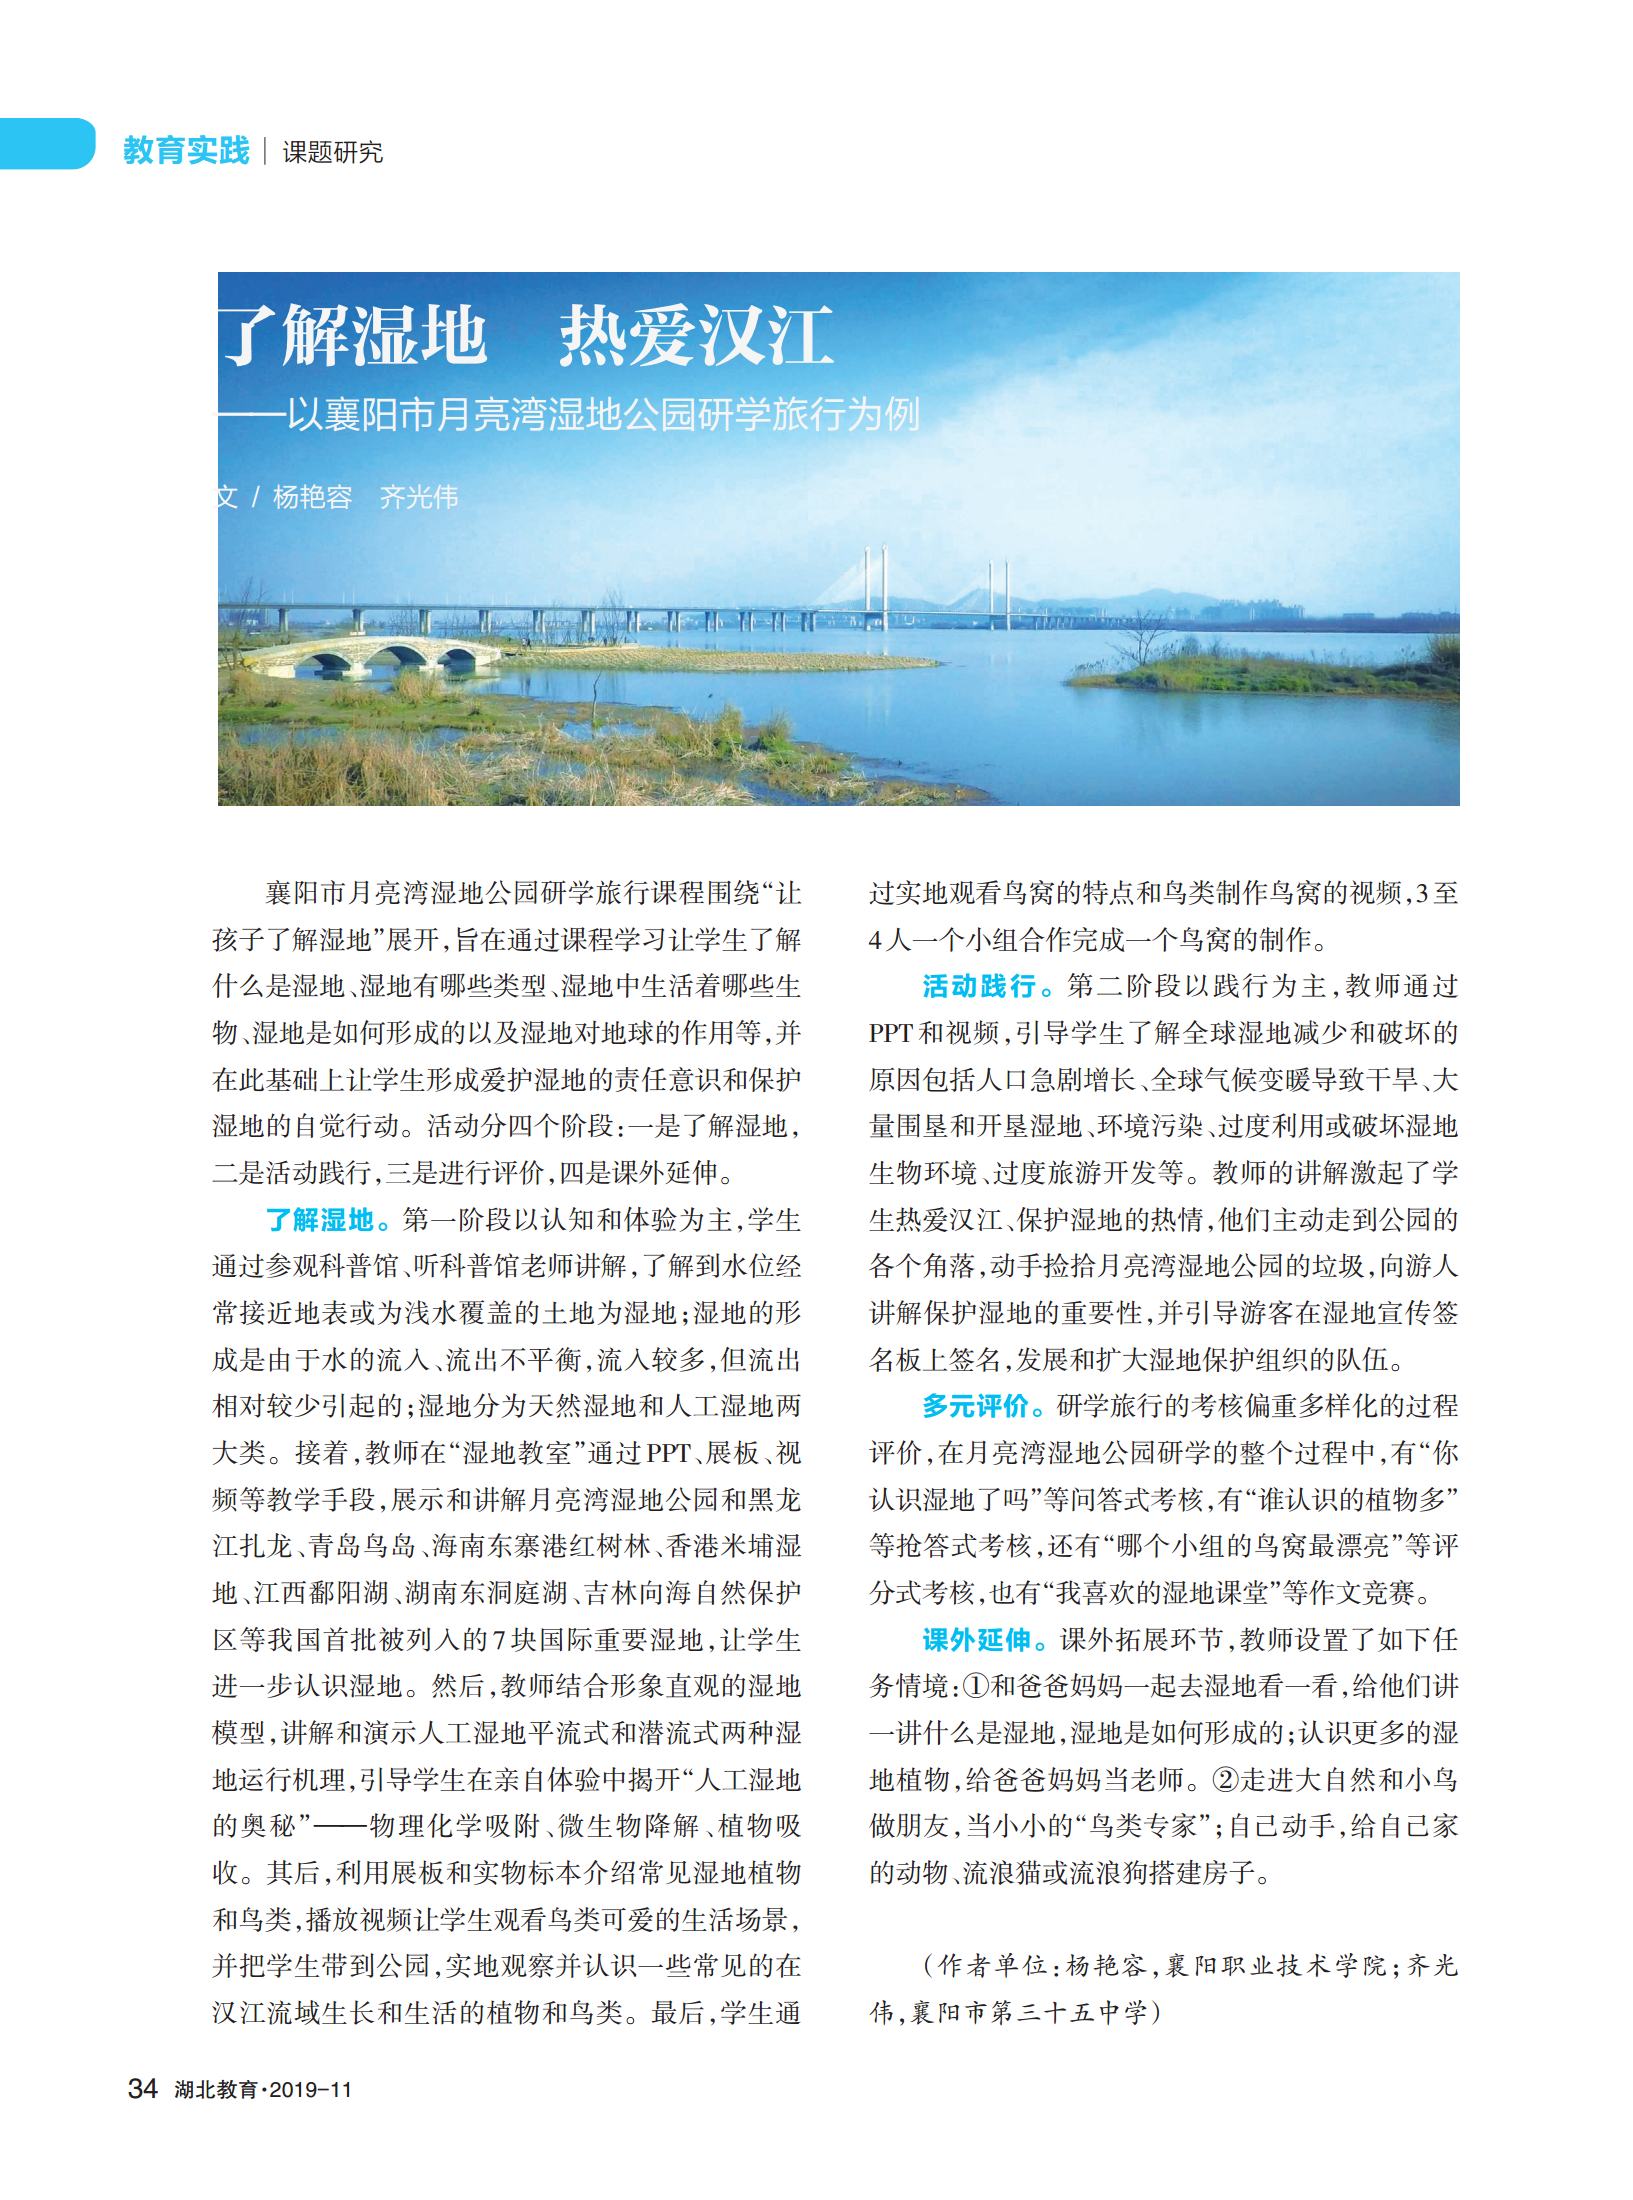 教育实践 | 课题研究
了解湿地　热爱汉江
——以襄阳市月亮湾湿地公园研学旅行为例
文 / 杨艳容　齐光伟
襄阳市月亮湾湿地公园研学旅行课程围绕“让
孩子了解湿地”展开，旨在通过课程学习让学生了解
什么是湿地、湿地有哪些类型、湿地中生活着哪些生
物、湿地是如何形成的以及湿地对地球的作用等，并
在此基础上让学生形成爱护湿地的责任意识和保护
湿地的自觉行动。活动分四个阶段：一是了解湿地，
二是活动践行，三是进行评价，四是课外延伸。
了解湿地。第一阶段以认知和体验为主，学生
通过参观科普馆、听科普馆老师讲解，了解到水位经
常接近地表或为浅水覆盖的土地为湿地；湿地的形
成是由于水的流入、流出不平衡，流入较多，但流出
相对较少引起的；湿地分为天然湿地和人工湿地两
大类。接着，教师在“湿地教室”通过PPT、展板、视
频等教学手段，展示和讲解月亮湾湿地公园和黑龙
江扎龙、青岛鸟岛、海南东寨港红树林、香港米埔湿
地、江西鄱阳湖、湖南东洞庭湖、吉林向海自然保护
区等我国首批被列入的7块国际重要湿地，让学生
进一步认识湿地。然后，教师结合形象直观的湿地
模型，讲解和演示人工湿地平流式和潜流式两种湿
地运行机理，引导学生在亲自体验中揭开“人工湿地
的奥秘”——物理化学吸附、微生物降解、植物吸
收。其后，利用展板和实物标本介绍常见湿地植物
和鸟类，播放视频让学生观看鸟类可爱的生活场景，
并把学生带到公园，实地观察并认识一些常见的在
汉江流域生长和生活的植物和鸟类。最后，学生通
过实地观看鸟窝的特点和鸟类制作鸟窝的视频，3至
4人一个小组合作完成一个鸟窝的制作。
活动践行。第二阶段以践行为主，教师通过
PPT和视频，引导学生了解全球湿地减少和破坏的
原因包括人口急剧增长、全球气候变暖导致干旱、大
量围垦和开垦湿地、环境污染、过度利用或破坏湿地
生物环境、过度旅游开发等。教师的讲解激起了学
生热爱汉江、保护湿地的热情，他们主动走到公园的
各个角落，动手捡拾月亮湾湿地公园的垃圾，向游人
讲解保护湿地的重要性，并引导游客在湿地宣传签
名板上签名，发展和扩大湿地保护组织的队伍。
多元评价。研学旅行的考核偏重多样化的过程
评价，在月亮湾湿地公园研学的整个过程中，有“你
认识湿地了吗”等问答式考核，有“谁认识的植物多”
等抢答式考核，还有“哪个小组的鸟窝最漂亮”等评
分式考核，也有“我喜欢的湿地课堂”等作文竞赛。
课外延伸。课外拓展环节，教师设置了如下任
务情境：①和爸爸妈妈一起去湿地看一看，给他们讲
一讲什么是湿地，湿地是如何形成的；认识更多的湿
地植物，给爸爸妈妈当老师。②走进大自然和小鸟
做朋友，当小小的“鸟类专家”；自己动手，给自己家
的动物、流浪猫或流浪狗搭建房子。
（作者单位：杨艳容，襄阳职业技术学院；齐光
伟，襄阳市第三十五中学）
34 湖北教育·2019-11